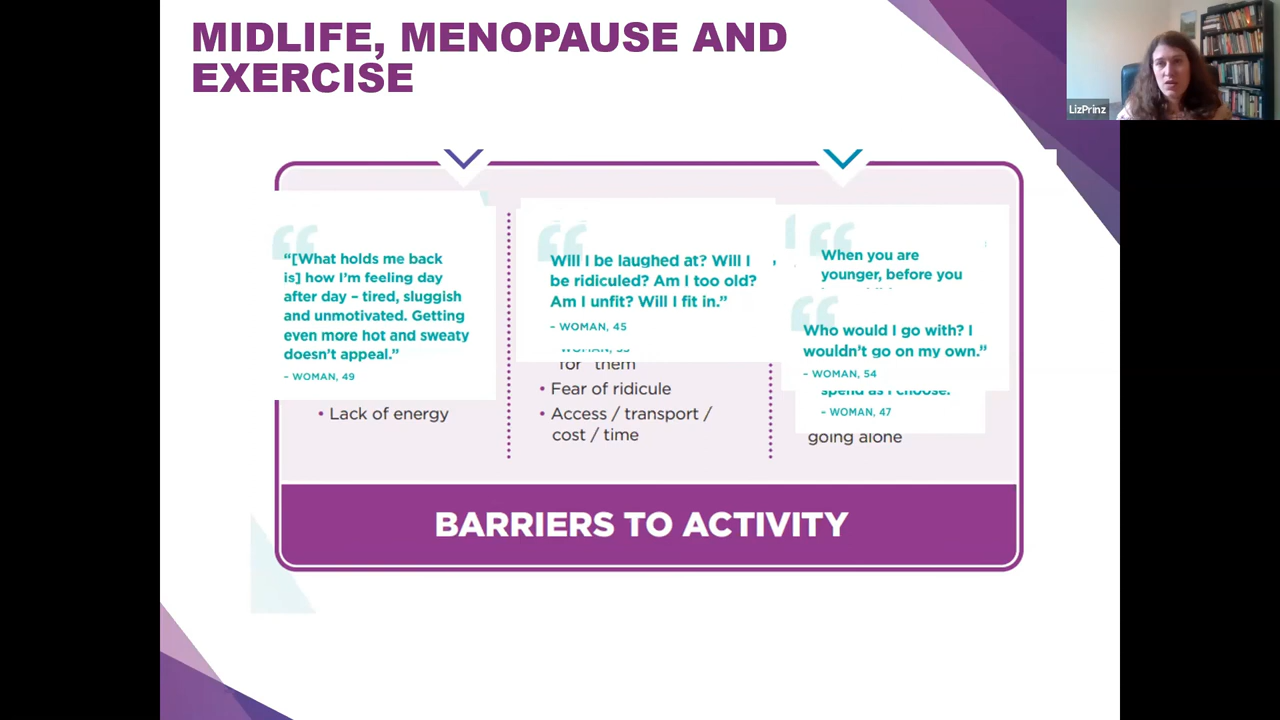 MIDLIFE, MENOPAUSE AND
EXERCISE
LizPrinz
“[What holds me back
is] how I’m feeling day
after day – tired, sluggish
and unmotivated. Getting
even more hot and sweaty
doesn’t appeal.”
– WOMAN, 49
• Lack of energy
Will I be laughed at? Will I
be ridiculed? Am I too old?
Am I unfit? Will I fit in.”
– WOMAN, 45
for them
• Fear of ridicule
• Access / transport /
cost / time
When you are
younger, before you
Who would I go with? I
wouldn’t go on my own.”
– WOMAN, 54
spend as I choose.
– WOMAN, 47
going alone
BARRIERS TO ACTIVITY